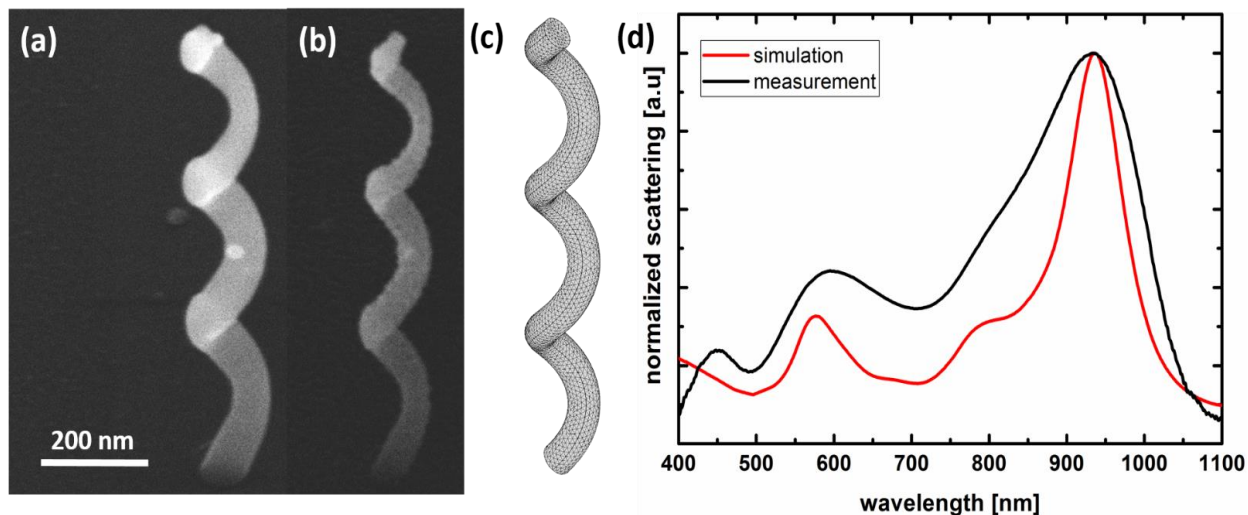 (a)
(b)
(c)
(d)
200 nm
simulation
measurement
normalized scattering [a.u]
400 500 600 700 800 900 1000 1100
wavelength [nm]